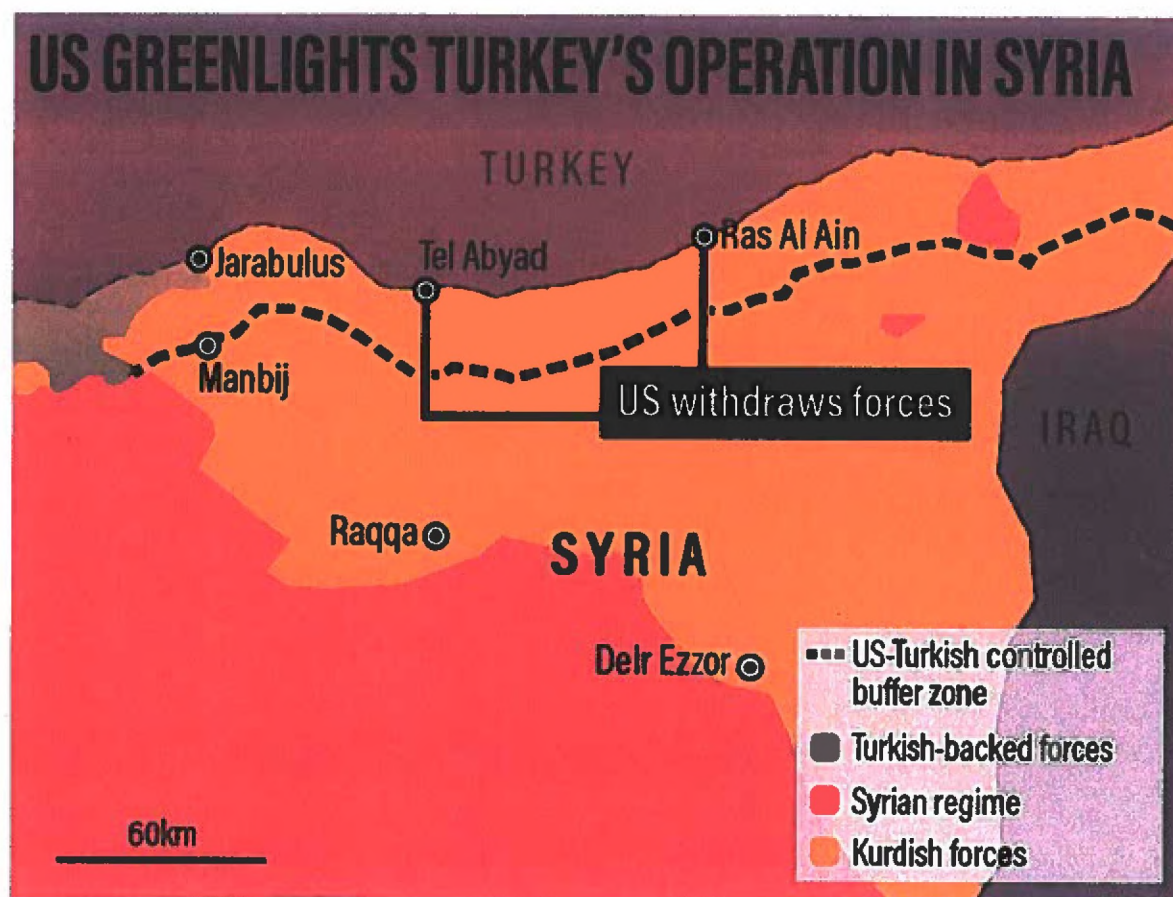 US GREENLIGHTS TURKEY'S OPERATION IN SYRIA
TURKEY
Jarabulus
Tel Abyad
Ras Al Ain
Manbij
US withdraws forces
IRAQ
Raqqa
SYRIA
Delr Ezzor
US-Turkish controlled
buffer zone
Turkish-backed forces
Syrian regime
Kurdish forces
60km